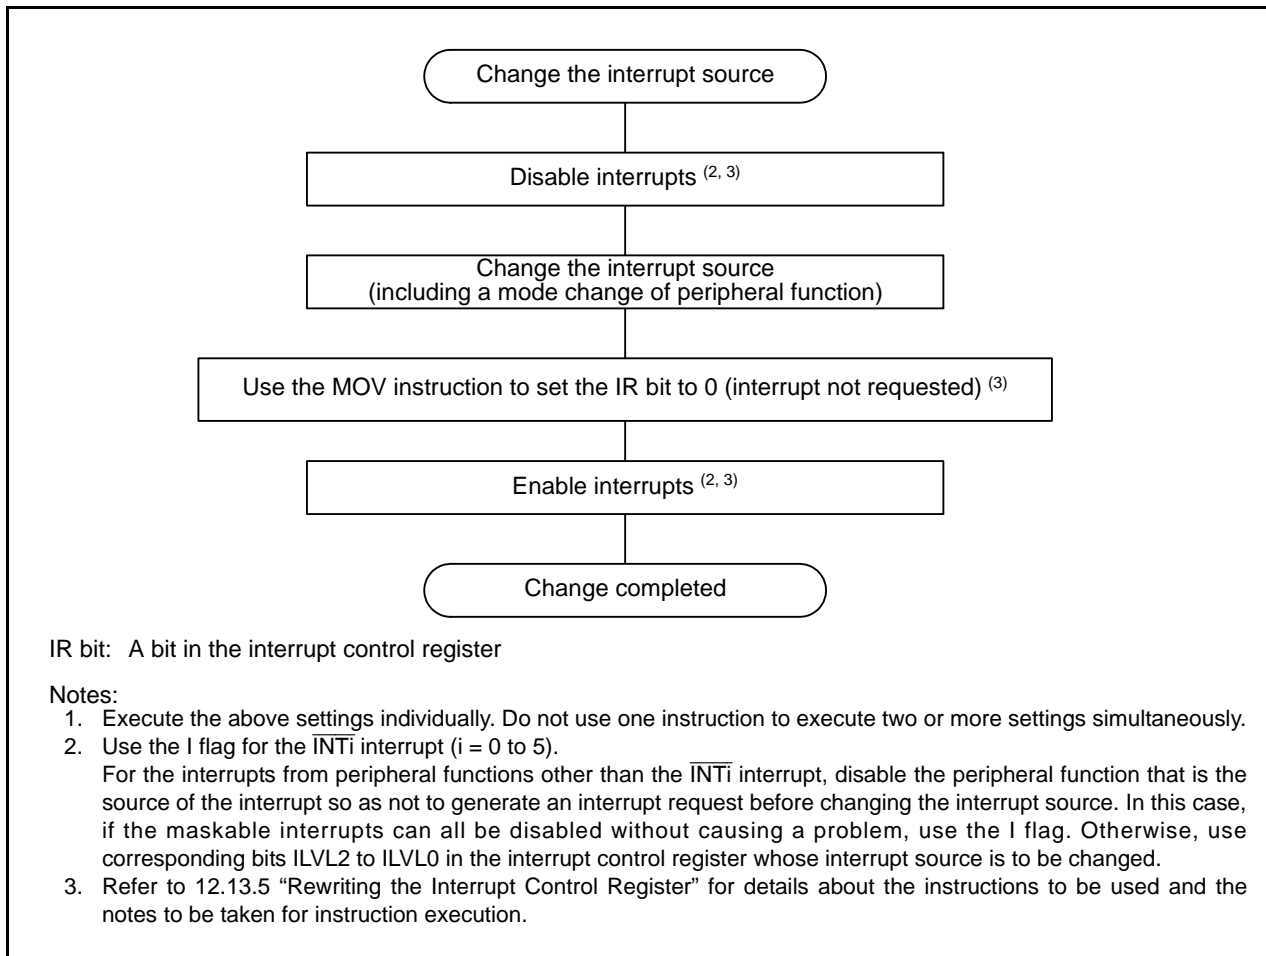 Change the interrupt source
Disable interrupts (2, 3)
Change the interrupt source
(including a mode change of peripheral function)
Use the MOV instruction to set the IR bit to 0 (interrupt not requested) (3)
Enable interrupts (2, 3)
Change completed
IR bit: A bit in the interrupt control register
Notes:
1. Execute the above settings individually. Do not use one instruction to execute two or more settings simultaneously.
2. Use the I flag for the I̅N̅T̅i̅ interrupt (i = 0 to 5).
For the interrupts from peripheral functions other than the I̅N̅T̅i̅ interrupt, disable the peripheral function that is the
source of the interrupt so as not to generate an interrupt request before changing the interrupt source. In this case,
if the maskable interrupts can all be disabled without causing a problem, use the I flag. Otherwise, use
corresponding bits ILVL2 to ILVL0 in the interrupt control register whose interrupt source is to be changed.
3. Refer to 12.13.5 “Rewriting the Interrupt Control Register” for details about the instructions to be used and the
notes to be taken for instruction execution.